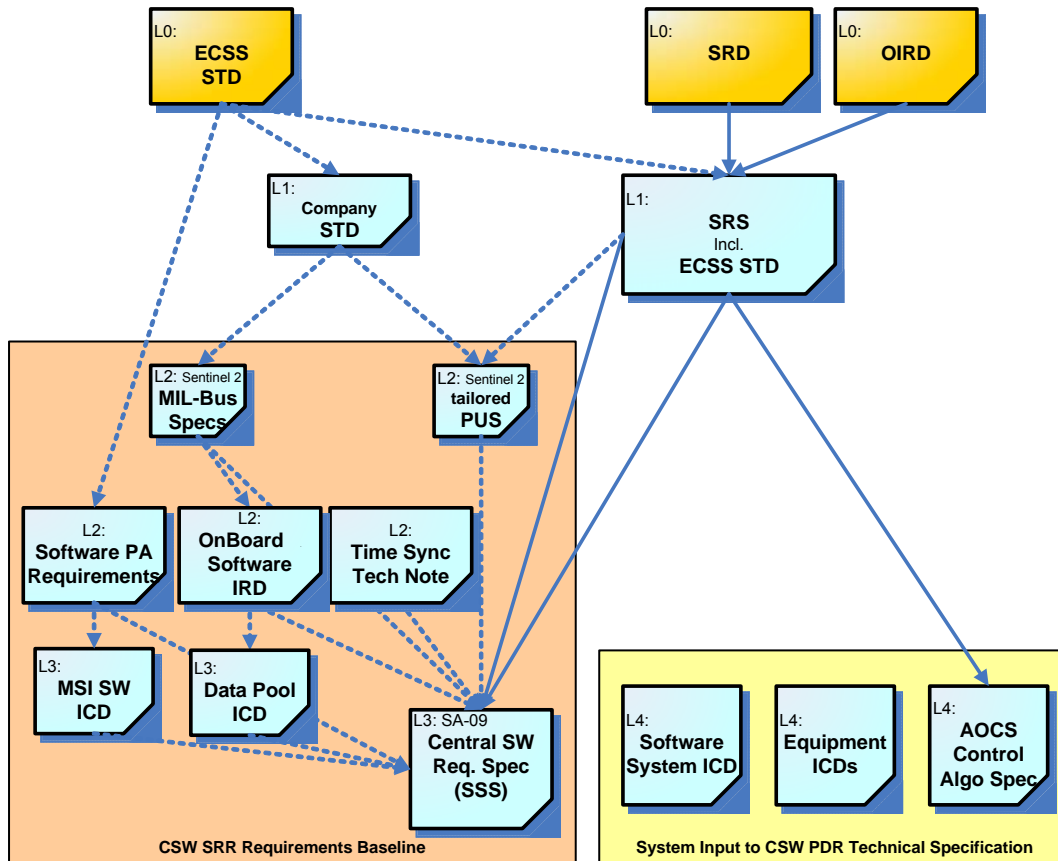 L0:
ECSS
STD
L0:
SRD
L0:
OIRD
L1:
Company
STD
L1:
SRS
Incl.
ECSS STD
L2: Sentinel 2
MIL-Bus
Specs
L2: Sentinel 2
tailored
PUS
L2:
Software PA
Requirements
L2:
OnBoard
Software
IRD
L2:
Time Sync
Tech Note
L3:
MSI SW
ICD
L3:
Data Pool
ICD
L3: SA-09
Central SW
Req. Spec
(SSS)
L4:
Software
System ICD
L4:
Equipment
ICDs
L4:
AOCS
Control
Algo Spec
CSW SRR Requirements Baseline
System Input to CSW PDR Technical Specification